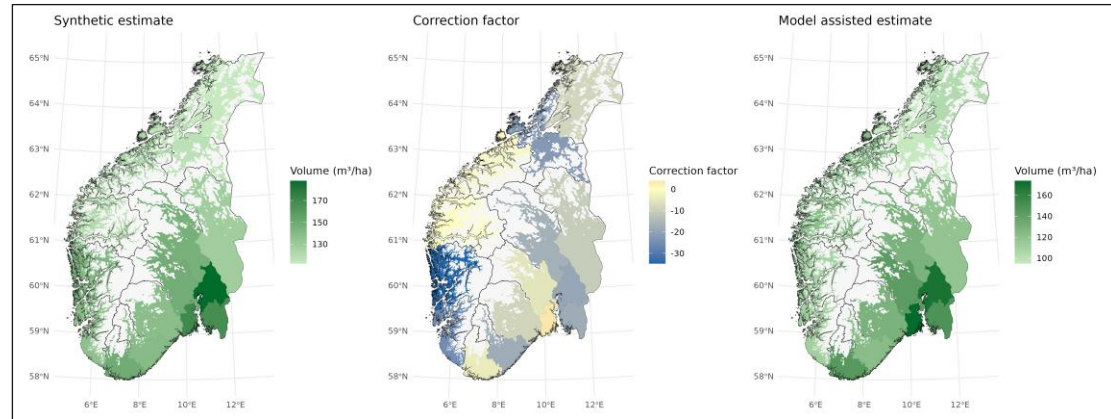 Synthetic estimate
65°N
64°N
63°N
62°N
61°N
60°N
59°N
58°N
6°E
8°E
10°E
12°E
Volume (m³/ha)
170
150
130
Correction factor
65°N
64°N
63°N
62°N
61°N
60°N
59°N
58°N
6°E
8°E
10°E
12°E
Correction factor
0
-10
-20
-30
Model assisted estimate
65°N
64°N
63°N
62°N
61°N
60°N
59°N
58°N
6°E
8°E
10°E
12°E
Volume (m³/ha)
160
140
120
100